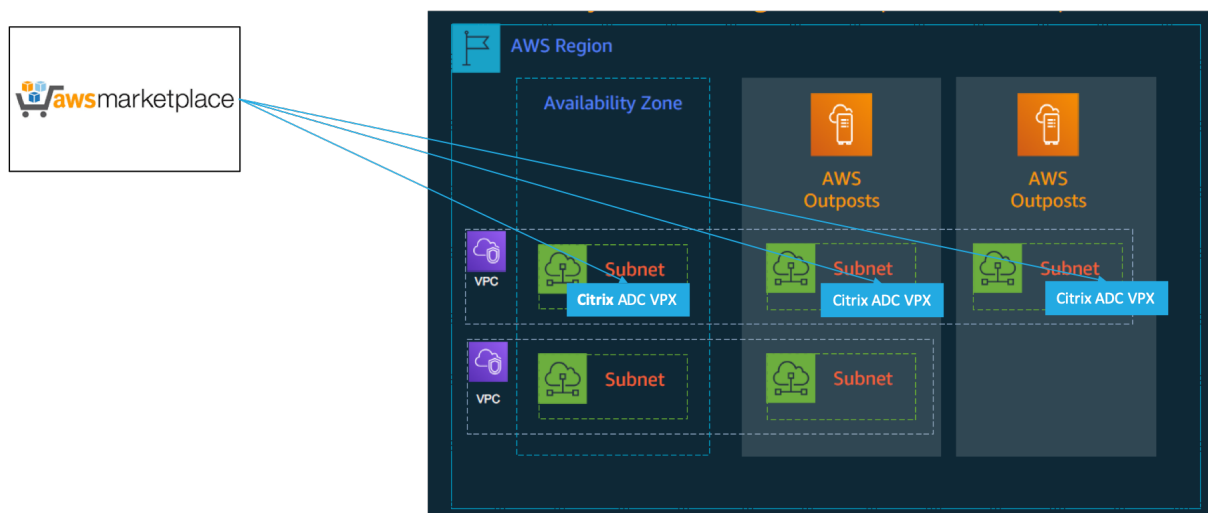 awsmarketplace
AWS Region
Availability Zone
AWS
Outposts
AWS
Outposts
VPC
Subnet
Citrix ADC VPX
Subnet
Citrix ADC VPX
Subnet
Citrix ADC VPX
VPC
Subnet
Subnet